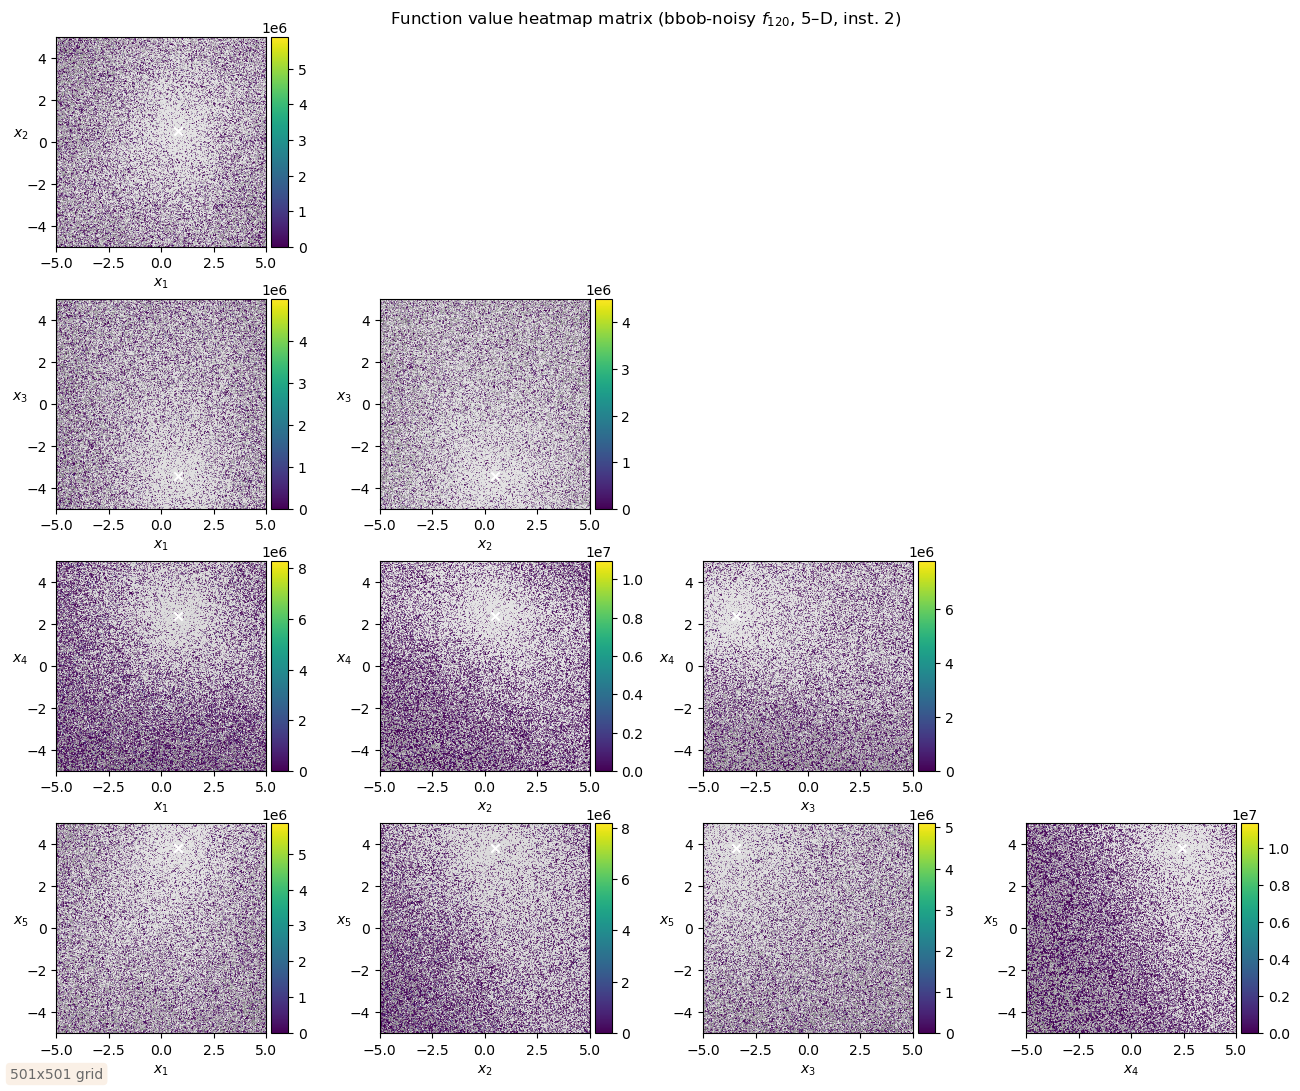 Function value heatmap matrix (bbob-noisy f₁₂₀, 5–D, inst. 2)
1e6
4
2
0
−2
−4
x₂
−5.0 −2.5 0.0 2.5 5.0
x₁
5
4
3
2
1
0
1e6
4
2
0
−2
−4
x₃
−5.0 −2.5 0.0 2.5 5.0
x₁
4
3
2
1
0
1e6
4
2
0
−2
−4
x₃
−5.0 −2.5 0.0 2.5 5.0
x₂
4
3
2
1
0
1e6
4
2
0
−2
−4
x₄
−5.0 −2.5 0.0 2.5 5.0
x₁
8
6
4
2
0
1e7
4
2
0
−2
−4
x₄
−5.0 −2.5 0.0 2.5 5.0
x₂
1.0
0.8
0.6
0.4
0.2
0.0
1e6
4
2
0
−2
−4
x₄
−5.0 −2.5 0.0 2.5 5.0
x₃
6
4
2
0
1e6
4
2
0
−2
−4
x₅
−5.0 −2.5 0.0 2.5 5.0
x₁
5
4
3
2
1
0
1e6
4
2
0
−2
−4
x₅
−5.0 −2.5 0.0 2.5 5.0
x₂
8
6
4
2
0
1e6
4
2
0
−2
−4
x₅
−5.0 −2.5 0.0 2.5 5.0
x₃
5
4
3
2
1
0
1e7
4
2
0
−2
−4
x₅
−5.0 −2.5 0.0 2.5 5.0
x₄
1.0
0.8
0.6
0.4
0.2
0.0
501x501 grid